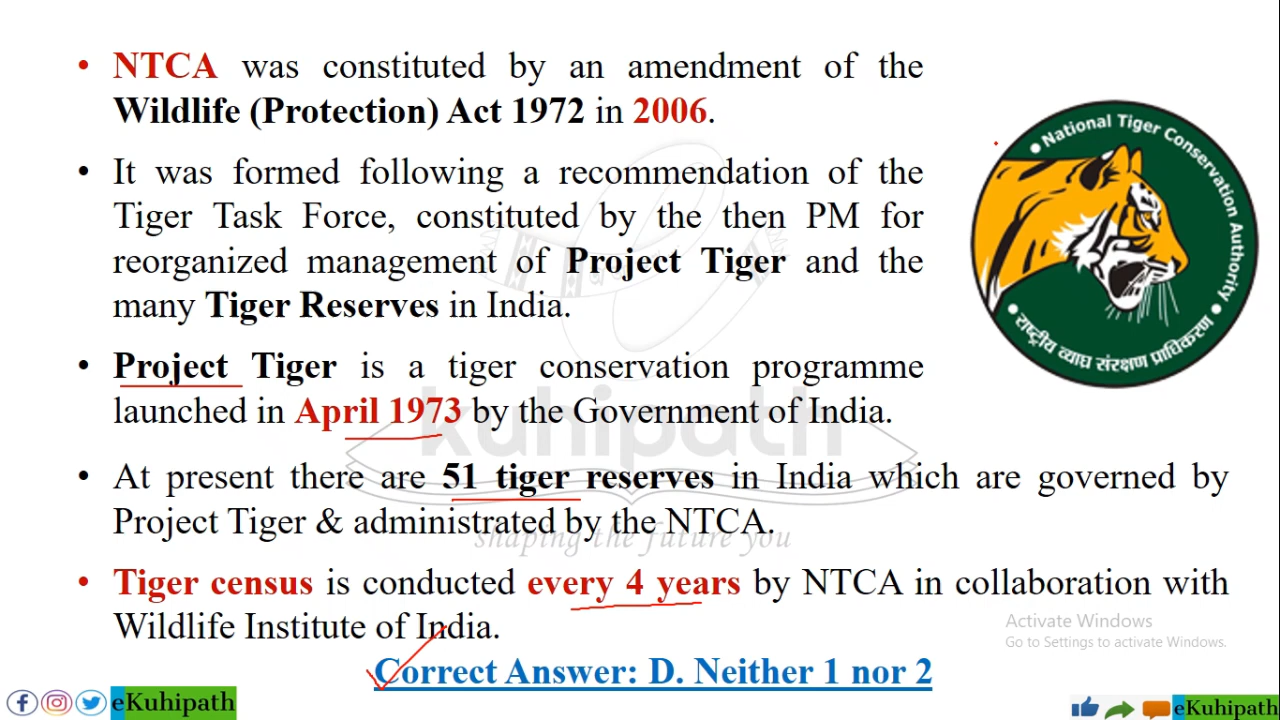 • NTCA was constituted by an amendment of the
Wildlife (Protection) Act 1972 in 2006.
• It was formed following a recommendation of the
Tiger Task Force, constituted by the then PM for
reorganized management of Project Tiger and the
many Tiger Reserves in India.
• Project Tiger is a tiger conservation programme
launched in April 1973 by the Government of India.
• At present there are 51 tiger reserves in India which are governed by
Project Tiger & administrated by the NTCA.
• Tiger census is conducted every 4 years by NTCA in collaboration with
Wildlife Institute of India.
Correct Answer: D. Neither 1 nor 2
• National Tiger Conservation Authority •
राष्ट्रीय व्याघ्र संरक्षण प्राधिकरण
kuhipath
shaping the future you
Activate Windows
Go to Settings to activate Windows.
eKuhipath
eKuhipath